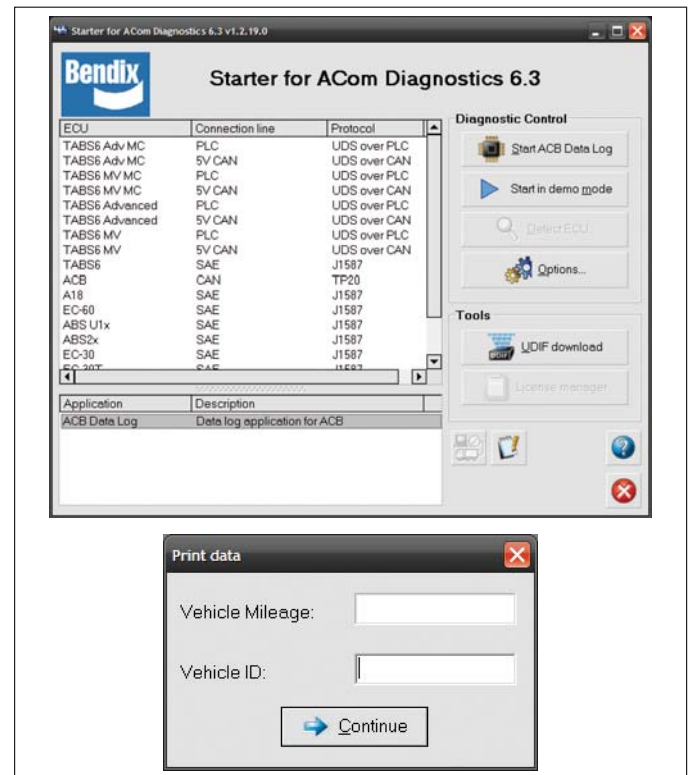 Starter for ACom Diagnostics 6.3 v1.2.19.0
Bendix
Starter for ACom Diagnostics 6.3
ECU Connection line Protocol
TABS6 Adv MC PLC UDS over PLC
TABS6 Adv MC 5V CAN UDS over CAN
TABS6 MV MC PLC UDS over PLC
TABS6 MV MC 5V CAN UDS over CAN
TABS6 Advanced PLC UDS over PLC
TABS6 Advanced 5V CAN UDS over CAN
TABS6 MV PLC UDS over PLC
TABS6 MV 5V CAN UDS over CAN
TABS6 SAE J1587
ACB CAN TP20
A18 SAE J1587
EC-60 SAE J1587
ABS U1x SAE J1587
ABS2x SAE J1587
EC-30 SAE J1587
EC-30T SAE J1587
Application Description
ACB Data Log Data log application for ACB
Diagnostic Control
Start ACB Data Log
Start in demo mode
Detect ECU
Options...
Tools
UDIF
UDIF download
License manager
Print data
Vehicle Mileage:
Vehicle ID:
Continue